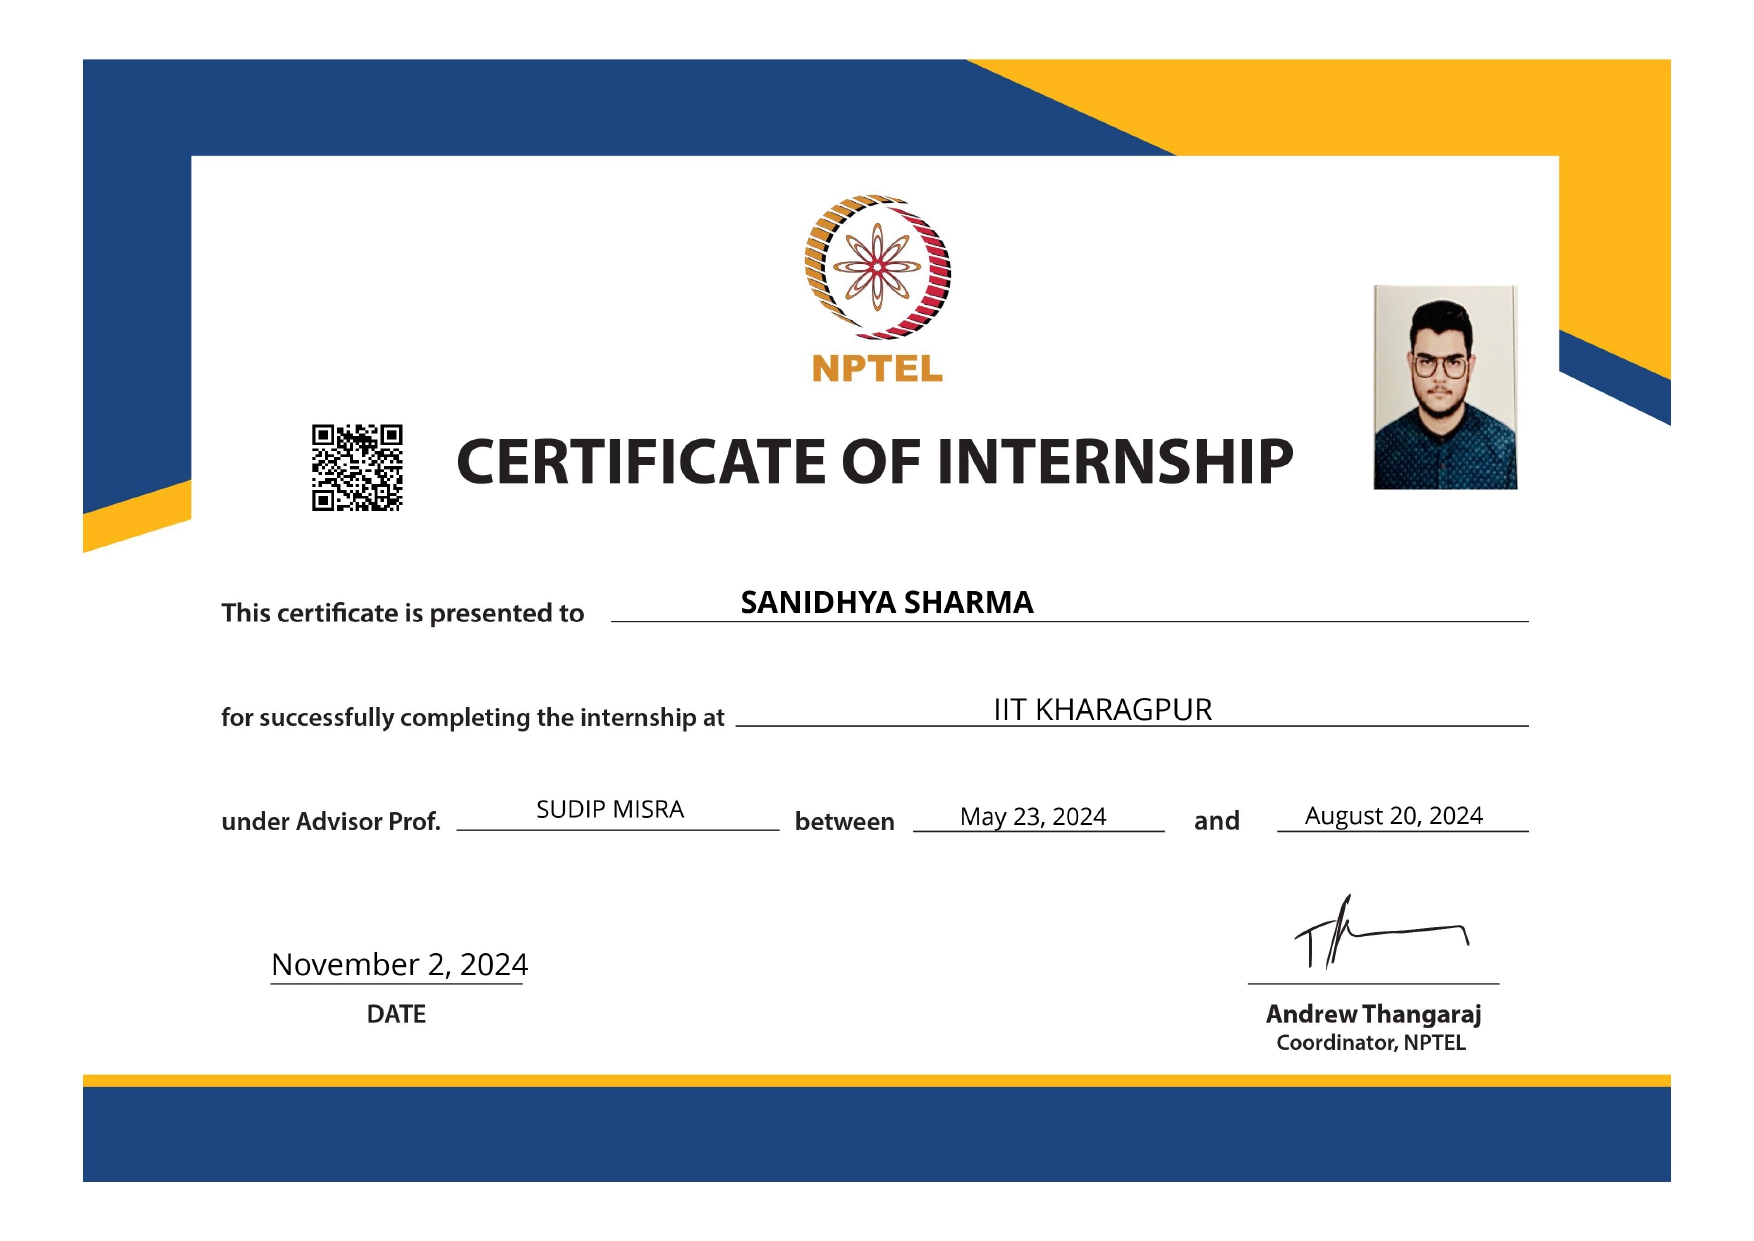 NPTEL
CERTIFICATE OF INTERNSHIP
This certificate is presented to SANIDHYA SHARMA
for successfully completing the internship at IIT KHARAGPUR
under Advisor Prof. SUDIP MISRA between May 23, 2024 and August 20, 2024
November 2, 2024
DATE
Andrew Thangaraj
Coordinator, NPTEL